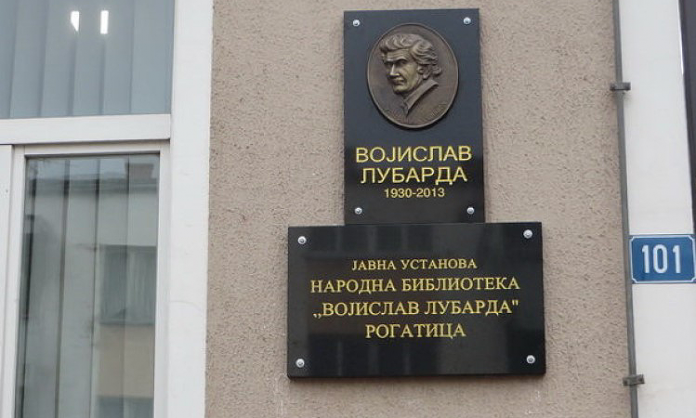 ВОЈИСЛАВ
ЛУБАРДА
1930-2013
ЈАВНА УСТАНОВА
НАРОДНА БИБЛИОТЕКА
,,ВОЈИСЛАВ ЛУБАРДА"
РОГАТИЦА
101